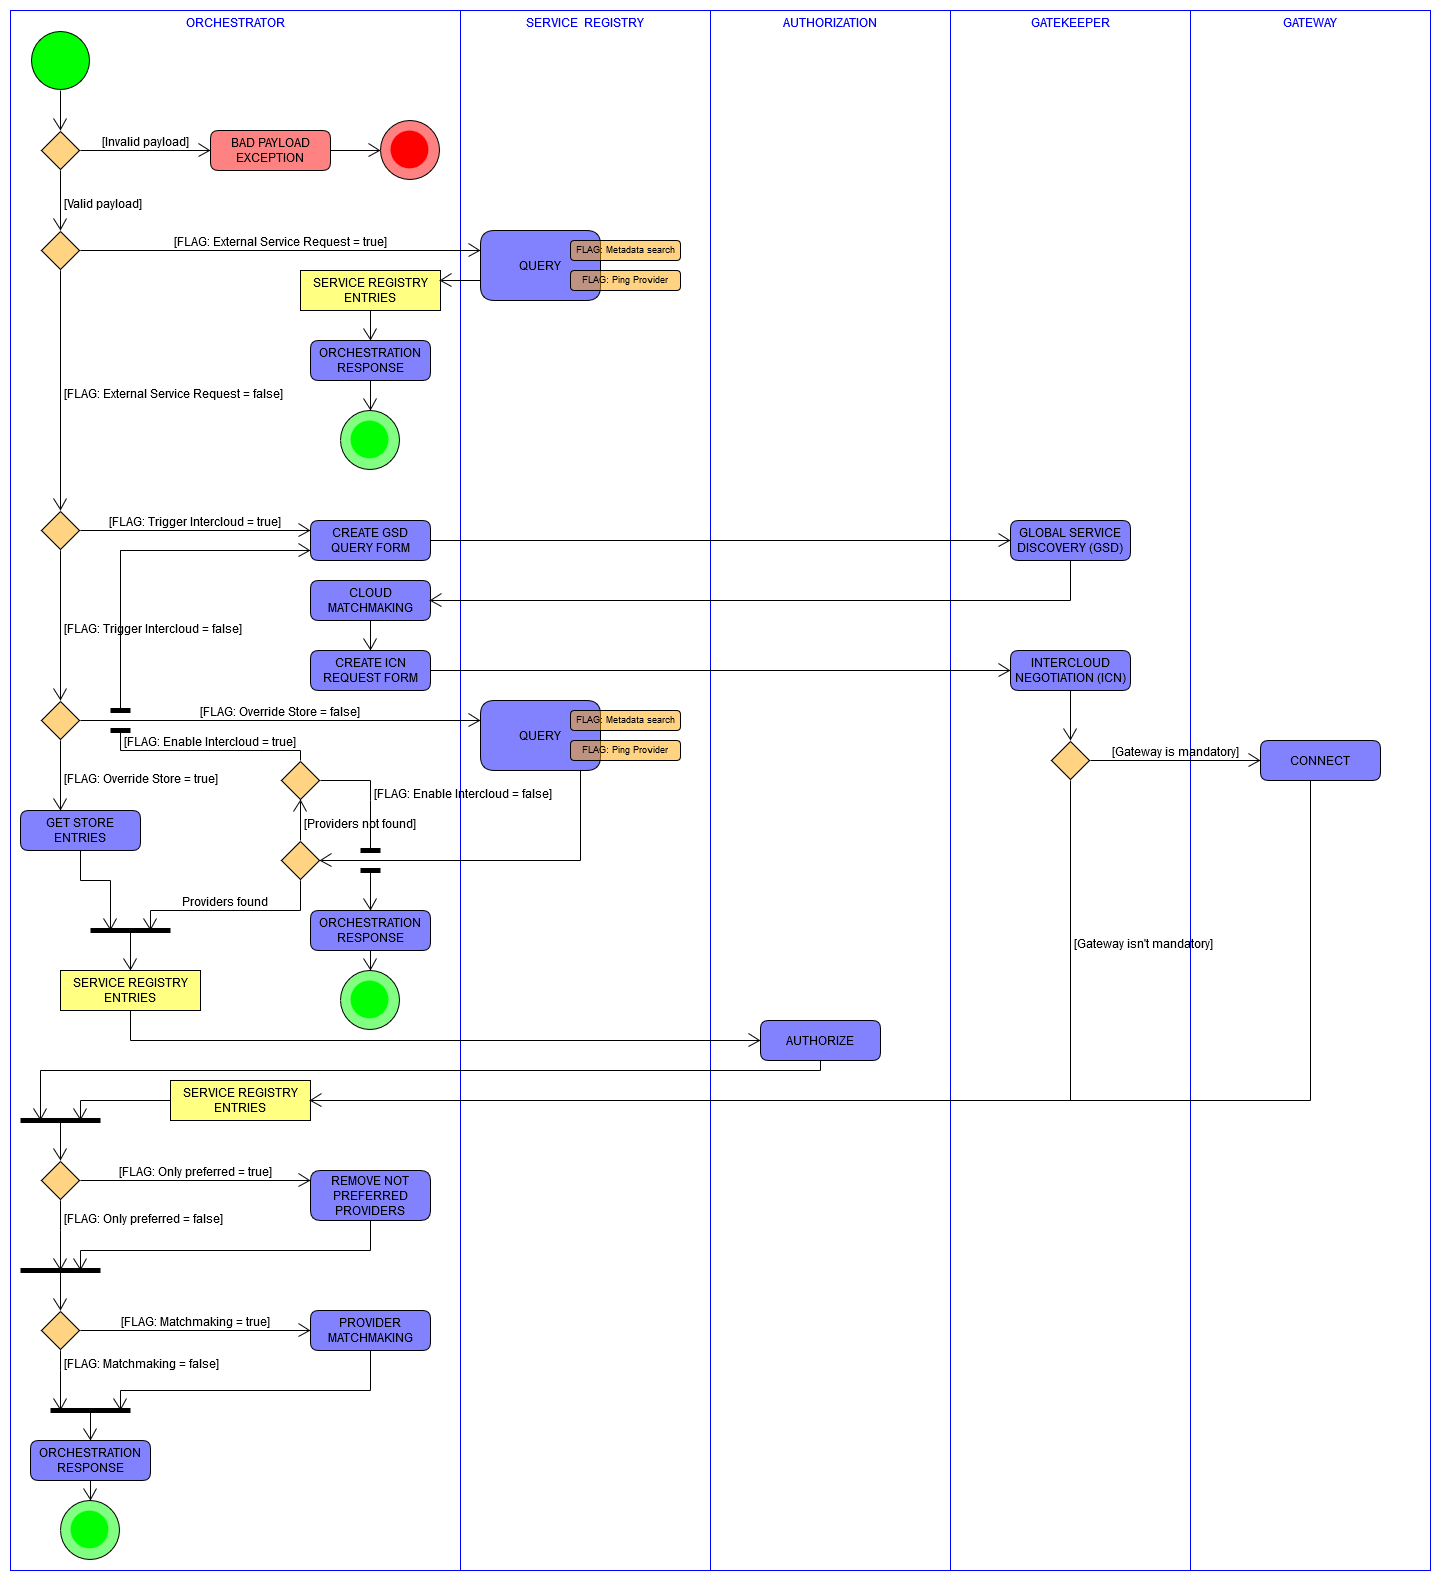 ORCHESTRATOR
SERVICE REGISTRY
AUTHORIZATION
GATEKEEPER
GATEWAY
[Invalid payload]
BAD PAYLOAD
EXCEPTION
[Valid payload]
[FLAG: External Service Request = true]
QUERY
FLAG: Metadata search
FLAG: Ping Provider
SERVICE REGISTRY
ENTRIES
ORCHESTRATION
RESPONSE
[FLAG: External Service Request = false]
[FLAG: Trigger Intercloud = true]
CREATE GSD
QUERY FORM
GLOBAL SERVICE
DISCOVERY (GSD)
CLOUD
MATCHMAKING
[FLAG: Trigger Intercloud = false]
CREATE ICN
REQUEST FORM
INTERCLOUD
NEGOTIATION (ICN)
[FLAG: Override Store = false]
QUERY
FLAG: Metadata search
FLAG: Ping Provider
[FLAG: Enable Intercloud = true]
[Gateway is mandatory]
CONNECT
[FLAG: Override Store = true]
[FLAG: Enable Intercloud = false]
GET STORE
ENTRIES
[Providers not found]
Providers found
ORCHESTRATION
RESPONSE
[Gateway isn't mandatory]
SERVICE REGISTRY
ENTRIES
AUTHORIZE
SERVICE REGISTRY
ENTRIES
[FLAG: Only preferred = true]
REMOVE NOT
PREFERRED
PROVIDERS
[FLAG: Only preferred = false]
[FLAG: Matchmaking = true]
PROVIDER
MATCHMAKING
[FLAG: Matchmaking = false]
ORCHESTRATION
RESPONSE